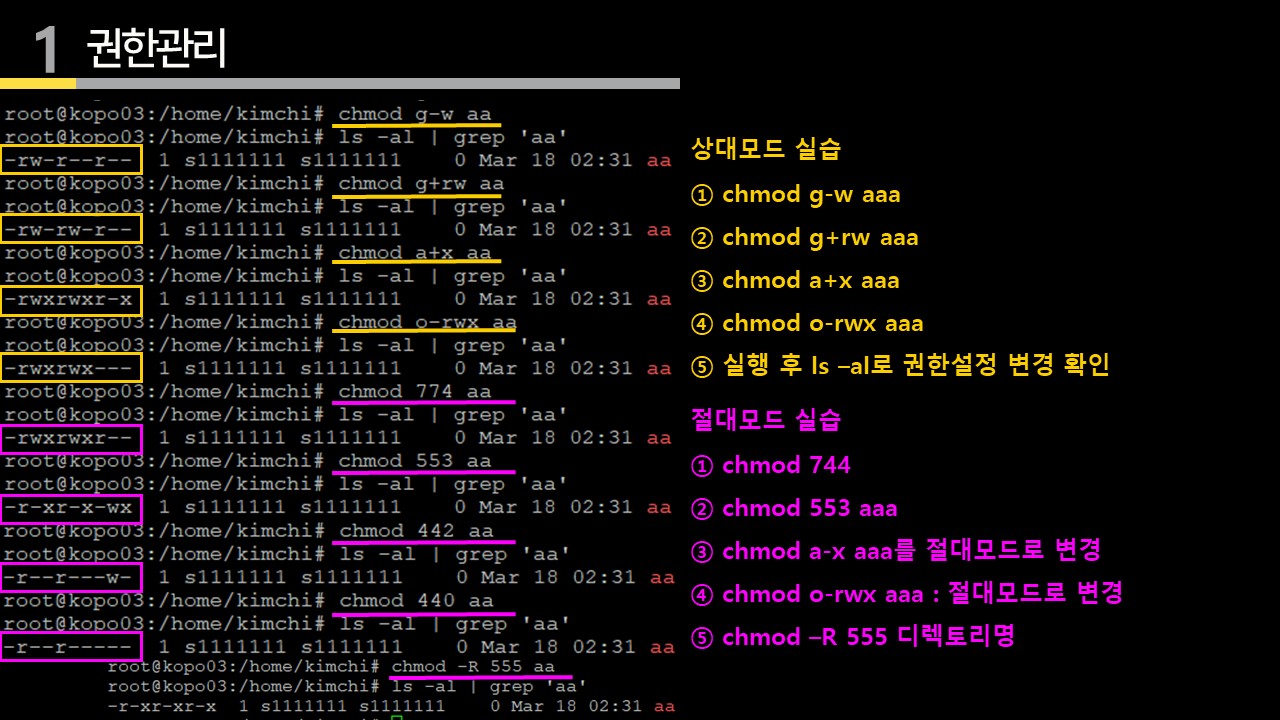 1 권한관리
root@kopo03:/home/kimchi# chmod g-w aa
root@kopo03:/home/kimchi# ls -al | grep 'aa'
-rw-r--r-- 1 s1111111 s1111111 0 Mar 18 02:31 aa
root@kopo03:/home/kimchi# chmod g+rw aa
root@kopo03:/home/kimchi# ls -al | grep 'aa'
-rw-rw-r-- 1 s1111111 s1111111 0 Mar 18 02:31 aa
root@kopo03:/home/kimchi# chmod a+x aa
root@kopo03:/home/kimchi# ls -al | grep 'aa'
-rwxrwxr-x 1 s1111111 s1111111 0 Mar 18 02:31 aa
root@kopo03:/home/kimchi# chmod o-rwx aa
root@kopo03:/home/kimchi# ls -al | grep 'aa'
-rwxrwx--- 1 s1111111 s1111111 0 Mar 18 02:31 aa
root@kopo03:/home/kimchi# chmod 774 aa
root@kopo03:/home/kimchi# ls -al | grep 'aa'
-rwxrwxr-- 1 s1111111 s1111111 0 Mar 18 02:31 aa
root@kopo03:/home/kimchi# chmod 553 aa
root@kopo03:/home/kimchi# ls -al | grep 'aa'
-r-xr-x-wx 1 s1111111 s1111111 0 Mar 18 02:31 aa
root@kopo03:/home/kimchi# chmod 442 aa
root@kopo03:/home/kimchi# ls -al | grep 'aa'
-r--r---w- 1 s1111111 s1111111 0 Mar 18 02:31 aa
root@kopo03:/home/kimchi# chmod 440 aa
root@kopo03:/home/kimchi# ls -al | grep 'aa'
-r--r----- 1 s1111111 s1111111 0 Mar 18 02:31 aa
root@kopo03:/home/kimchi# chmod -R 555 aa
root@kopo03:/home/kimchi# ls -al | grep 'aa'
-r-xr-xr-x 1 s1111111 s1111111 0 Mar 18 02:31 aa
상대모드 실습
① chmod g-w aaa
② chmod g+rw aaa
③ chmod a+x aaa
④ chmod o-rwx aaa
⑤ 실행 후 ls –al로 권한설정 변경 확인
절대모드 실습
① chmod 744
② chmod 553 aaa
③ chmod a-x aaa를 절대모드로 변경
④ chmod o-rwx aaa : 절대모드로 변경
⑤ chmod –R 555 디렉토리명